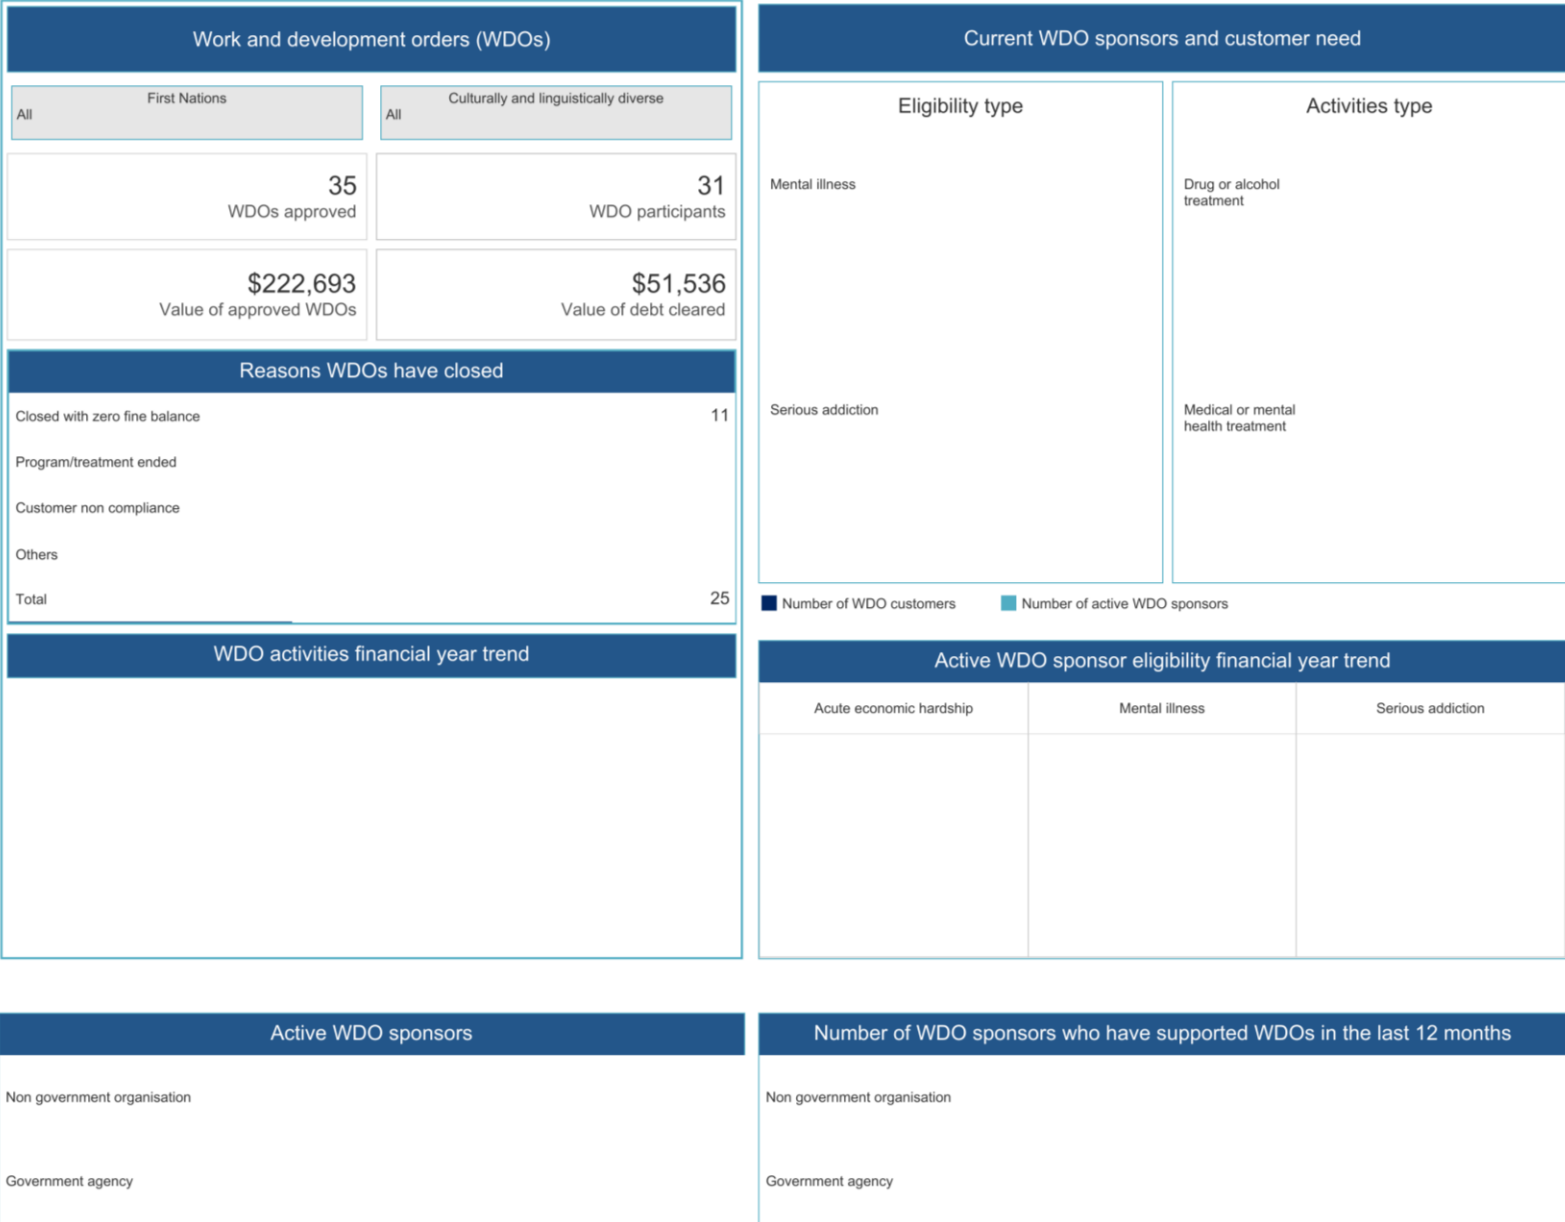 Work and development orders (WDOs)
First Nations
All
Culturally and linguistically diverse
All
35
WDOs approved
31
WDO participants
$222,693
Value of approved WDOs
$51,536
Value of debt cleared
Reasons WDOs have closed
Closed with zero fine balance 11
Program/treatment ended
Customer non compliance
Others
Total 25
WDO activities financial year trend
Current WDO sponsors and customer need
Eligibility type
Mental illness
Serious addiction
Activities type
Drug or alcohol
treatment
Medical or mental
health treatment
Number of WDO customers
Number of active WDO sponsors
Active WDO sponsor eligibility financial year trend
Acute economic hardship
Mental illness
Serious addiction
Active WDO sponsors
Non government organisation
Government agency
Number of WDO sponsors who have supported WDOs in the last 12 months
Non government organisation
Government agency